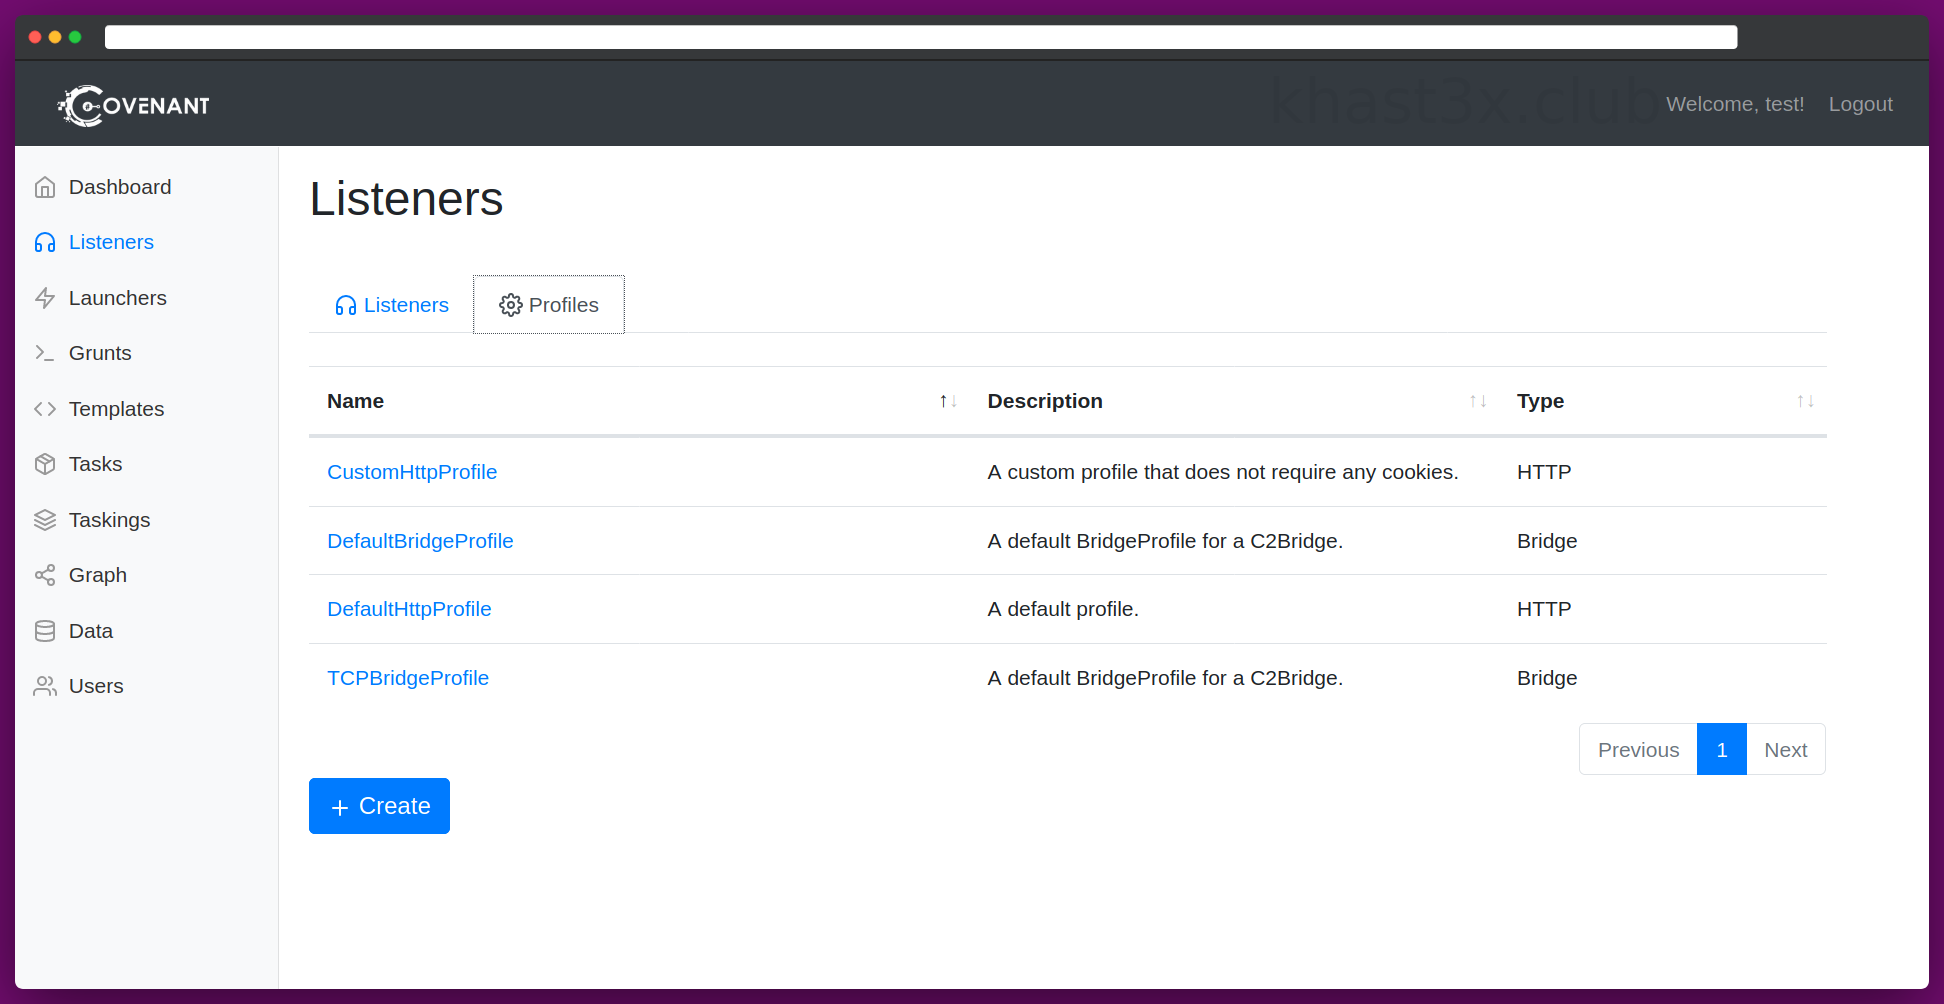 COVENANT
khast3x.club
Welcome, test! Logout
Dashboard
Listeners
Launchers
Grunts
Templates
Tasks
Taskings
Graph
Data
Users
Listeners
Listeners Profiles
Name ↑↓ Description ↑↓ Type ↑↓
CustomHttpProfile A custom profile that does not require any cookies. HTTP
DefaultBridgeProfile A default BridgeProfile for a C2Bridge. Bridge
DefaultHttpProfile A default profile. HTTP
TCPBridgeProfile A default BridgeProfile for a C2Bridge. Bridge
Previous 1 Next
+ Create